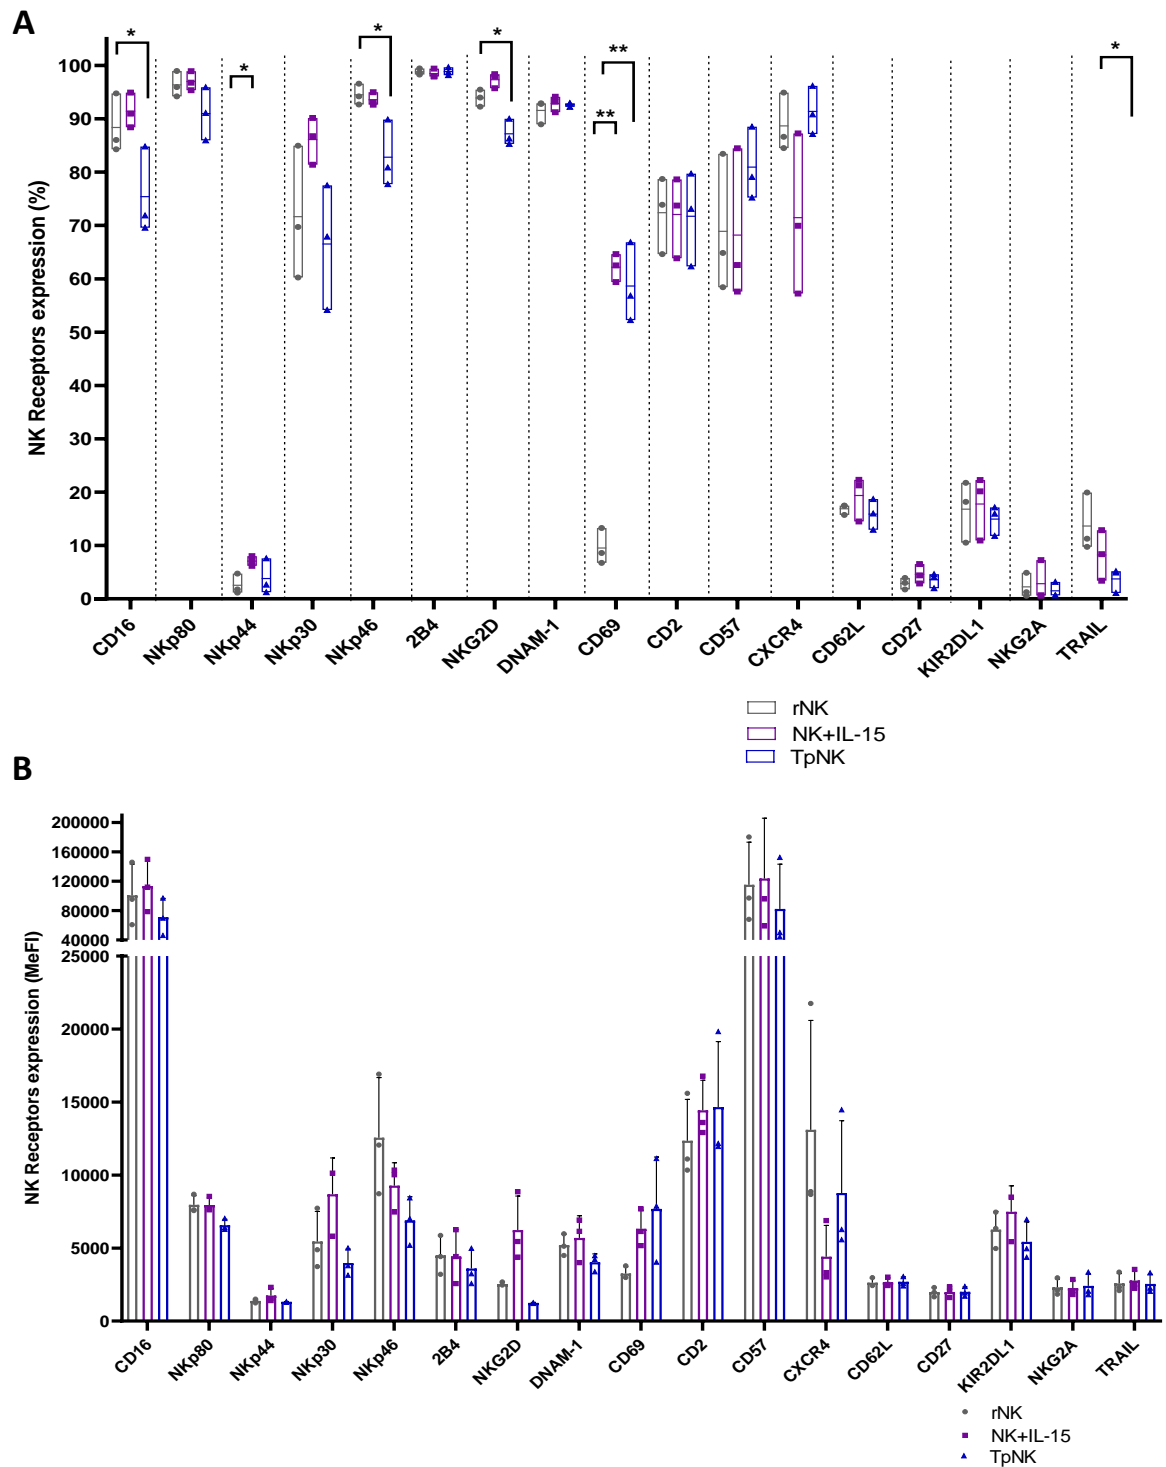 A
NK Receptors expression (%)
100
90
80
70
60
50
40
30
20
10
0
*
*
*
*
**
**
*
CD16
NKp80
NKp44
NKp30
NKp46
2B4
NKG2D
DNAM-1
CD69
CD2
CD57
CXCR4
CD62L
CD27
KIR2DL1
NKG2A
TRAIL
rNK
NK+IL-15
TpNK
B
NK Receptors expression (MeFI)
200000
160000
120000
80000
40000
25000
20000
15000
10000
5000
0
CD16
NKp80
NKp44
NKp30
NKp46
2B4
NKG2D
DNAM-1
CD69
CD2
CD57
CXCR4
CD62L
CD27
KIR2DL1
NKG2A
TRAIL
rNK
NK+IL-15
TpNK